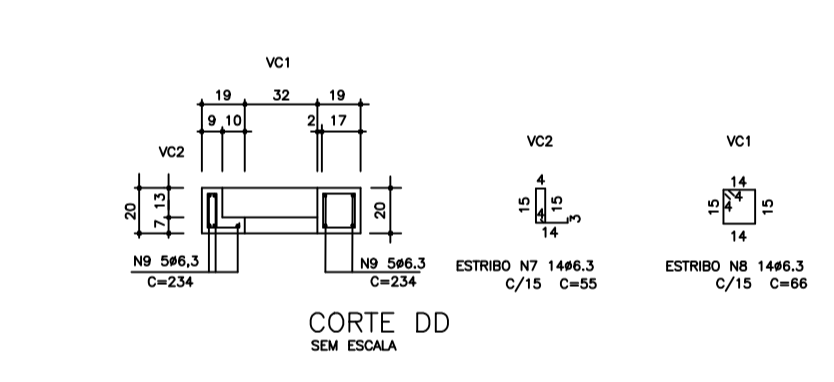 VC1
19 32 19
9 10 2 17
VC2
20
7 13
20
N9 5ø6,3
C=234
N9 5ø6.3
C=234
VC2
4
15
15
4
3
14
ESTRIBO N7 14ø6.3
C/15 C=55
VC1
14
4
15
4
15
14
ESTRIBO N8 14ø6.3
C/15 C=66
CORTE DD
SEM ESCALA